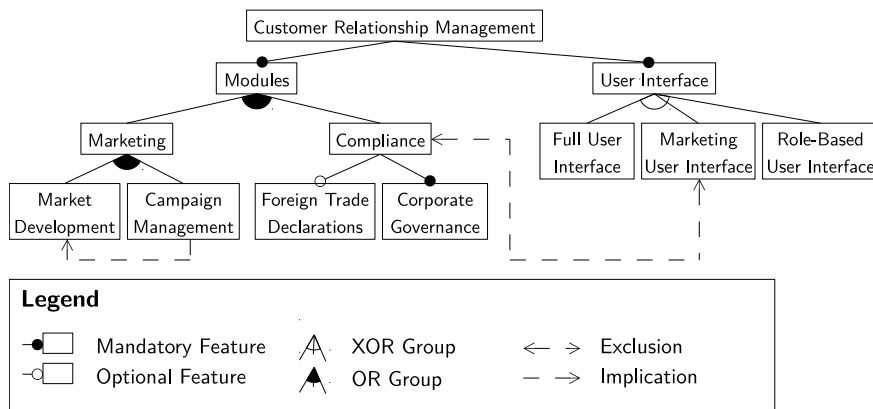 Customer Relationship Management
Modules
User Interface
Marketing
Compliance
Full User
Interface
Marketing
User Interface
Role-Based
User Interface
Market
Development
Campaign
Management
Foreign Trade
Declarations
Corporate
Governance
Legend
Mandatory Feature
XOR Group
Exclusion
Optional Feature
OR Group
Implication